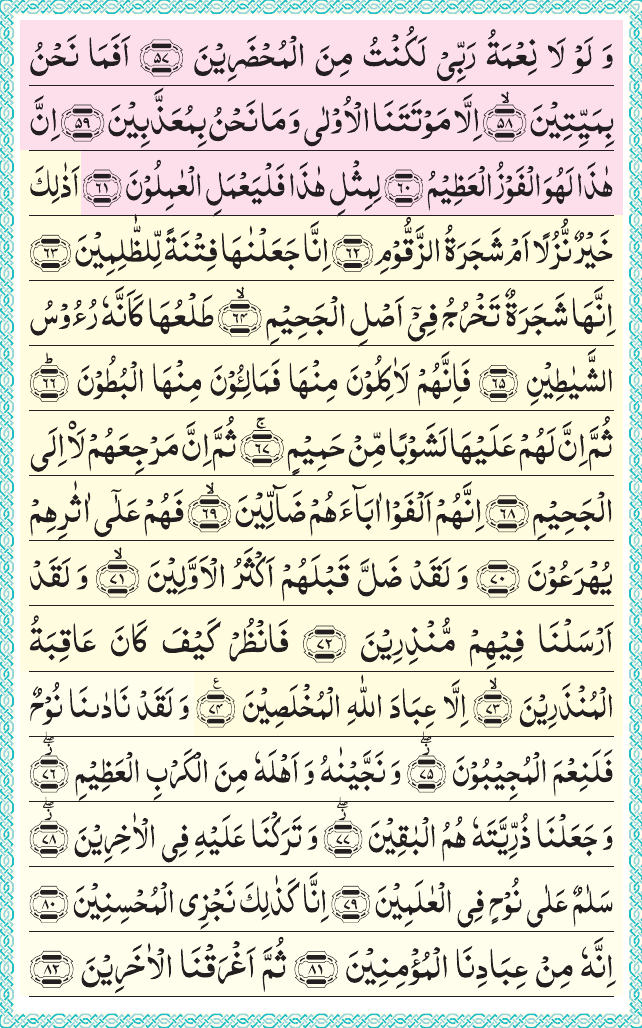 وَ لَوْ لَا نِعْمَةُ رَبِّیْ لَكُنْتُ مِنَ الْمُحْضَرِیْنَ ﴿۵۷﴾ اَفَمَا نَحْنُ
بِمَیِّتِیْنَ ﴿ۙ۵۸﴾ اِلَّا مَوْتَتَنَا الْاُوْلٰی وَ مَا نَحْنُ بِمُعَذَّبِیْنَ ﴿۵۹﴾ اِنَّ
هٰذَا لَهُوَ الْفَوْزُ الْعَظِیْمُ ﴿۶۰﴾ لِمِثْلِ هٰذَا فَلْیَعْمَلِ الْعٰمِلُوْنَ ﴿۶۱﴾ اَذٰلِكَ
خَیْرٌ نُّزُلًا اَمْ شَجَرَةُ الزَّقُّوْمِ ﴿۶۲﴾ اِنَّا جَعَلْنٰهَا فِتْنَةً لِّلظّٰلِمِیْنَ ﴿۶۳﴾
اِنَّهَا شَجَرَةٌ تَخْرُجُ فِیْۤ اَصْلِ الْجَحِیْمِ ﴿ۙ۶۴﴾ طَلْعُهَا كَاَنَّهٗ رُءُوْسُ
الشَّیٰطِیْنِ ﴿۶۵﴾ فَاِنَّهُمْ لَاٰكِلُوْنَ مِنْهَا فَمَالِـُٔوْنَ مِنْهَا الْبُطُوْنَ ﴿ؕ۶۶﴾
ثُمَّ اِنَّ لَهُمْ عَلَیْهَا لَشَوْبًا مِّنْ حَمِیْمٍ ﴿ۚ۶۷﴾ ثُمَّ اِنَّ مَرْجِعَهُمْ لَا۠اِلَی
الْجَحِیْمِ ﴿۶۸﴾ اِنَّهُمْ اَلْفَوْا اٰبَآءَهُمْ ضَآلِّیْنَ ﴿ۙ۶۹﴾ فَهُمْ عَلٰۤی اٰثٰرِهِمْ
یُهْرَعُوْنَ ﴿۷۰﴾ وَ لَقَدْ ضَلَّ قَبْلَهُمْ اَكْثَرُ الْاَوَّلِیْنَ ﴿ۙ۷۱﴾ وَ لَقَدْ
اَرْسَلْنَا فِیْهِمْ مُّنْذِرِیْنَ ﴿۷۲﴾ فَانْظُرْ كَیْفَ كَانَ عَاقِبَةُ
الْمُنْذَرِیْنَ ﴿ۙ۷۳﴾ اِلَّا عِبَادَ اللّٰهِ الْمُخْلَصِیْنَ ﴿ع۷۴﴾ وَ لَقَدْ نَادٰىنَا نُوْحٌ
فَلَنِعْمَ الْمُجِیْبُوْنَ ﴿ۖ۷۵﴾ وَ نَجَّیْنٰهُ وَ اَهْلَهٗ مِنَ الْكَرْبِ الْعَظِیْمِ ﴿ۖ۷۶﴾
وَ جَعَلْنَا ذُرِّیَّتَهٗ هُمُ الْبٰقِیْنَ ﴿ۖ۷۷﴾ وَ تَرَكْنَا عَلَیْهِ فِی الْاٰخِرِیْنَ ﴿ۖ۷۸﴾
سَلٰمٌ عَلٰی نُوْحٍ فِی الْعٰلَمِیْنَ ﴿۷۹﴾ اِنَّا كَذٰلِكَ نَجْزِی الْمُحْسِنِیْنَ ﴿۸۰﴾
اِنَّهٗ مِنْ عِبَادِنَا الْمُؤْمِنِیْنَ ﴿۸۱﴾ ثُمَّ اَغْرَقْنَا الْاٰخَرِیْنَ ﴿۸۲﴾